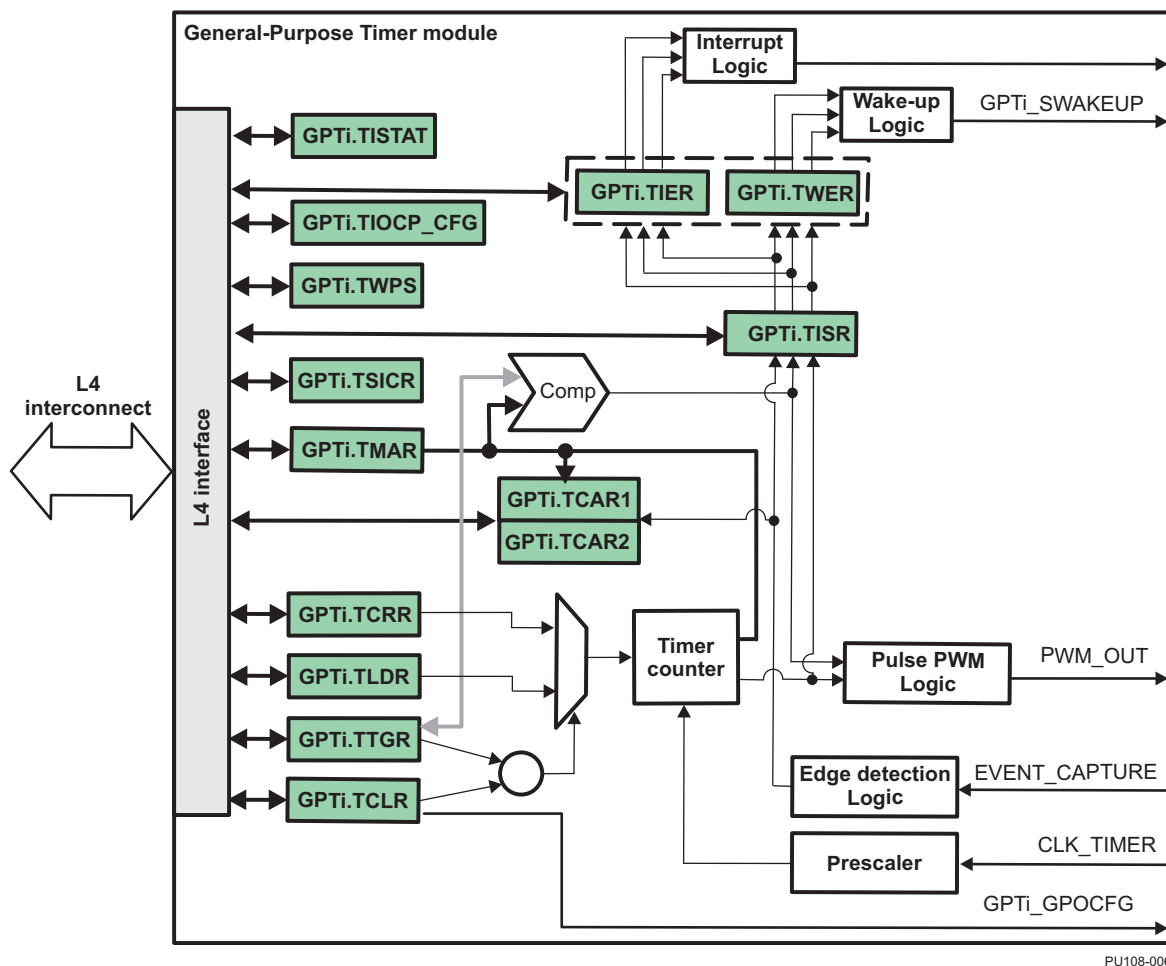 General-Purpose Timer module
Interrupt
Logic
Wake-up
Logic
GPTi_SWAKEUP
GPTi.TISTAT
GPTi.TIER
GPTi.TWER
GPTi.TIOCP_CFG
GPTi.TWPS
GPTi.TISR
L4
interconnect
L4 interface
GPTi.TSICR
Comp
GPTi.TMAR
GPTi.TCAR1
GPTi.TCAR2
GPTi.TCRR
Timer
counter
GPTi.TLDR
Pulse PWM
Logic
PWM_OUT
GPTi.TTGR
GPTi.TCLR
Edge detection
Logic
EVENT_CAPTURE
Prescaler
CLK_TIMER
GPTi_GPOCFG
PU108-006